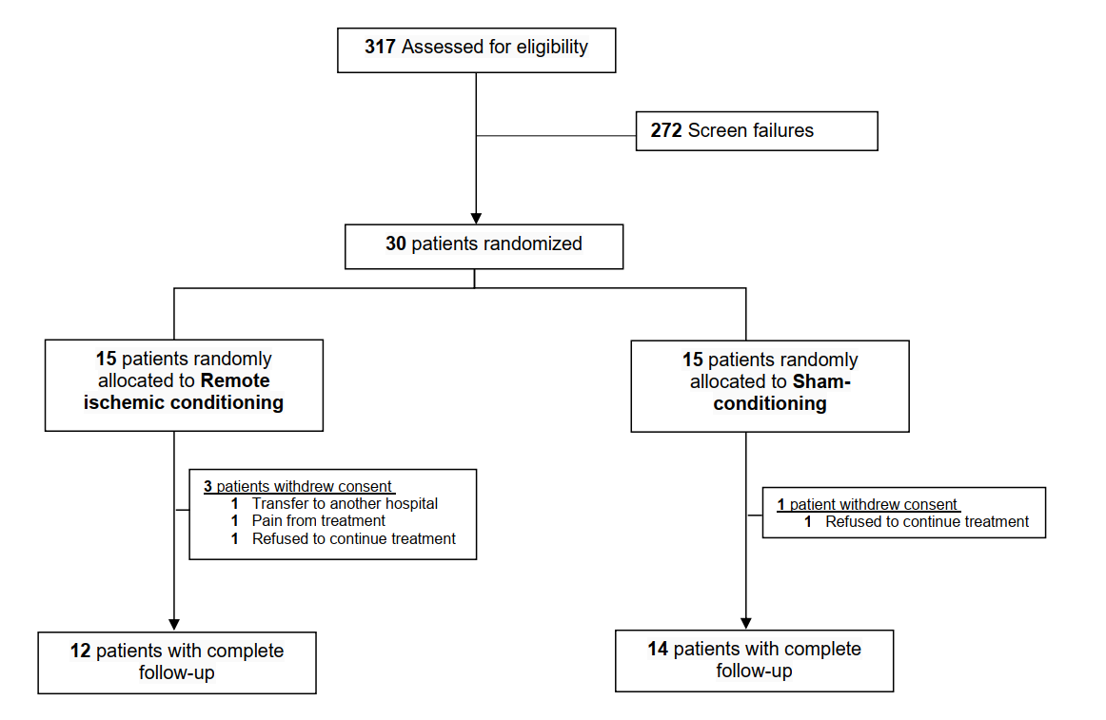 317 Assessed for eligibility
272 Screen failures
30 patients randomized
15 patients randomly
allocated to Remote
ischemic conditioning
15 patients randomly
allocated to Sham-
conditioning
3 patients withdrew consent
1 Transfer to another hospital
1 Pain from treatment
1 Refused to continue treatment
1 patient withdrew consent
1 Refused to continue treatment
12 patients with complete
follow-up
14 patients with complete
follow-up